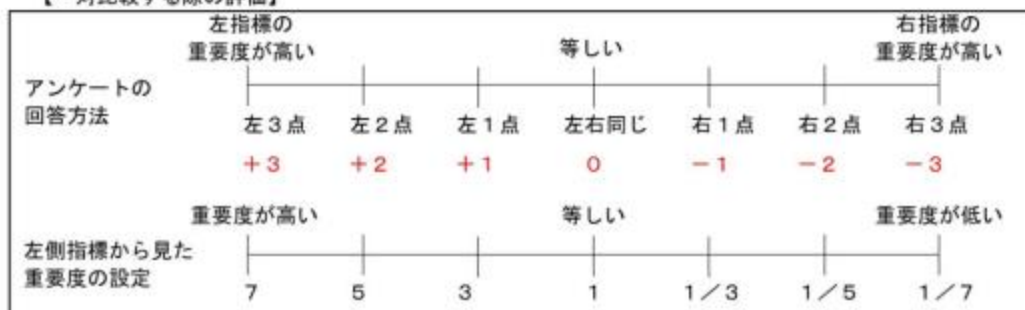 左指標の
重要度が高い
等しい
右指標の
重要度が高い
アンケートの
回答方法
左3点 左2点 左1点 左右同じ 右1点 右2点 右3点
+3 +2 +1 0 -1 -2 -3
重要度が高い 等しい 重要度が低い
左側指標から見た
重要度の設定
7 5 3 1 1/3 1/5 1/7